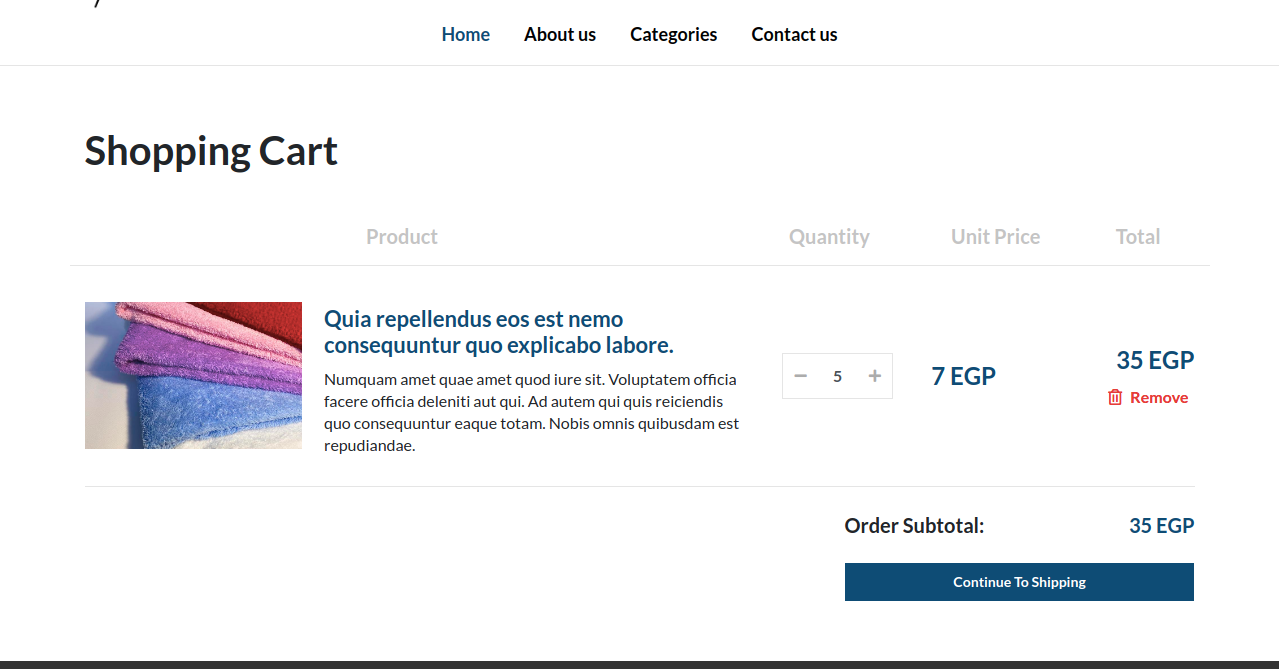 Home About us Categories Contact us
Shopping Cart
Product Quantity Unit Price Total
Quia repellendus eos est nemo
consequuntur quo explicabo labore.
Numquam amet quae amet quod iure sit. Voluptatem officia
facere officia deleniti aut qui. Ad autem qui quis reiciendis
quo consequuntur eaque totam. Nobis omnis quibusdam est
repudiandae.
5
7 EGP
35 EGP
Remove
Order Subtotal: 35 EGP
Continue To Shipping